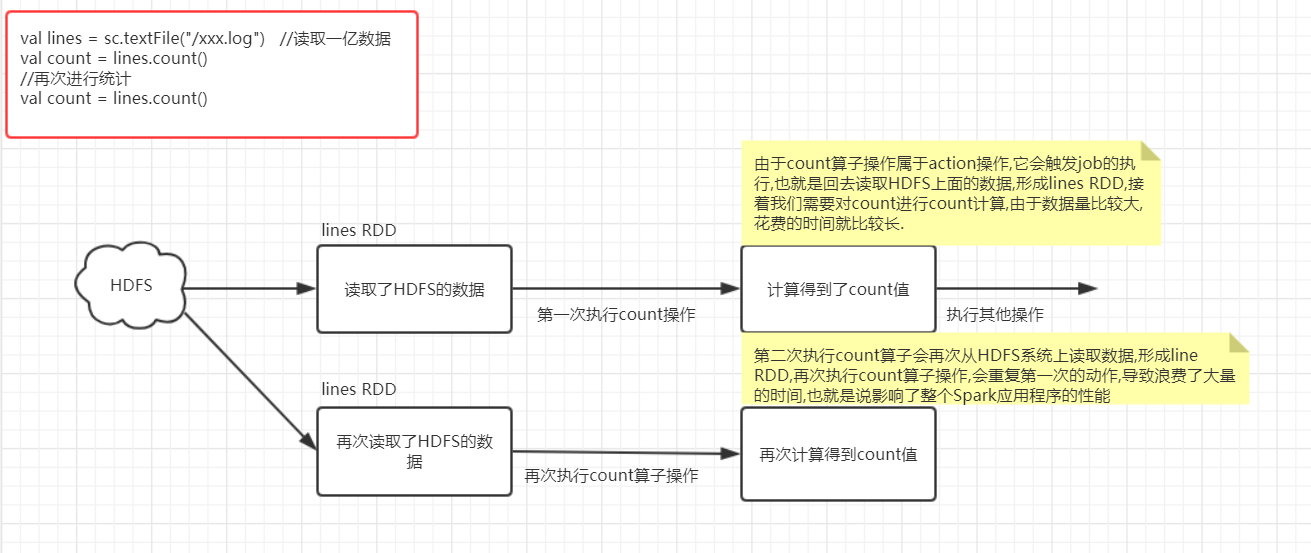 val lines = sc.textFile("/xxx.log")   //读取一亿数据
val count = lines.count()
//再次进行统计
val count = lines.count()
由于count算子操作属于action操作,它会触发job的执
行,也就是回去读取HDFS上面的数据,形成lines RDD,接
着我们需要对count进行count计算,由于数据量比较大,
花费的时间就比较长.
lines RDD
HDFS
读取了HDFS的数据
第一次执行count操作
计算得到了count值
执行其他操作
第二次执行count算子会再次从HDFS系统上读取数据,形成line
RDD,再次执行count算子操作,会重复第一次的动作,导致浪费了大量
的时间,也就是说影响了整个Spark应用程序的性能
lines RDD
再次读取了HDFS的数
据
再次执行count算子操作
再次计算得到count值